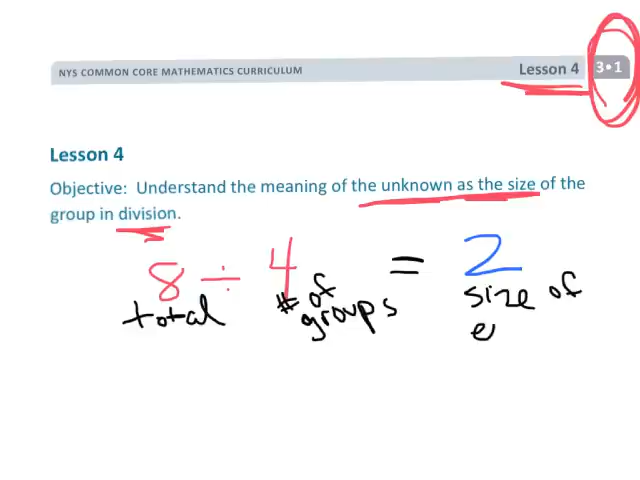 NYS COMMON CORE MATHEMATICS CURRICULUM Lesson 4 3•1
Lesson 4
Objective: Understand the meaning of the unknown as the size of the
group in division.
8 ÷ 4 = 2
total # of groups size of
e